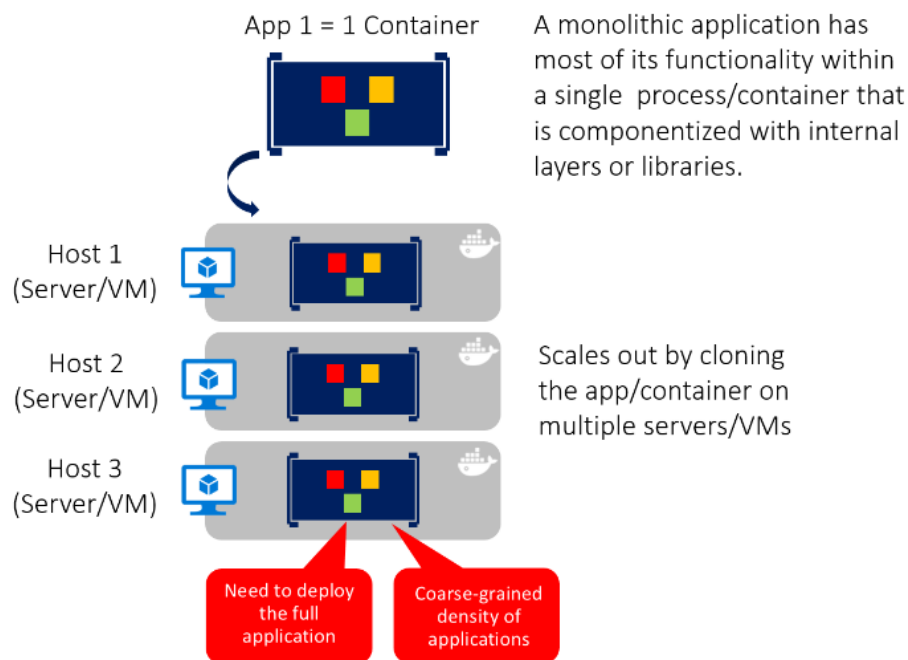 App 1 = 1 Container
A monolithic application has
most of its functionality within
a single process/container that
is componentized with internal
layers or libraries.
Host 1
(Server/VM)
Host 2
(Server/VM)
Scales out by cloning
the app/container on
multiple servers/VMs
Host 3
(Server/VM)
Need to deploy
the full
application
Coarse-grained
density of
applications